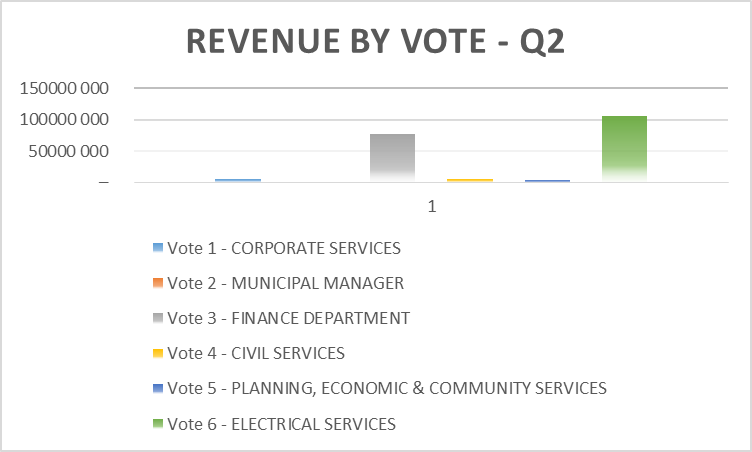 REVENUE BY VOTE - Q2
150000 000
100000 000
50000 000
–
1
Vote 1 - CORPORATE SERVICES
Vote 2 - MUNICIPAL MANAGER
Vote 3 - FINANCE DEPARTMENT
Vote 4 - CIVIL SERVICES
Vote 5 - PLANNING, ECONOMIC & COMMUNITY SERVICES
Vote 6 - ELECTRICAL SERVICES